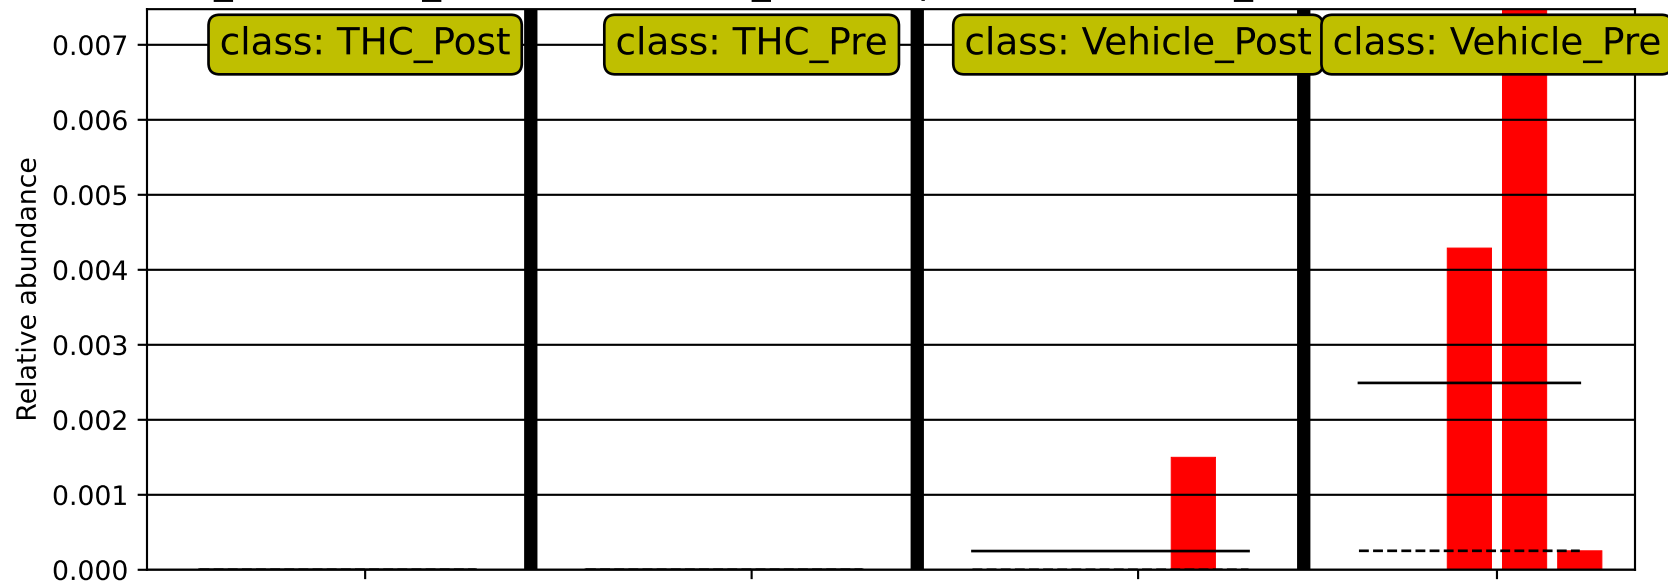 class: THC_Post
class: THC_Pre
class: Vehicle_Post
class: Vehicle_Pre
0.007
0.006
0.005
0.004
0.003
0.002
0.001
0.000
Relative abundance